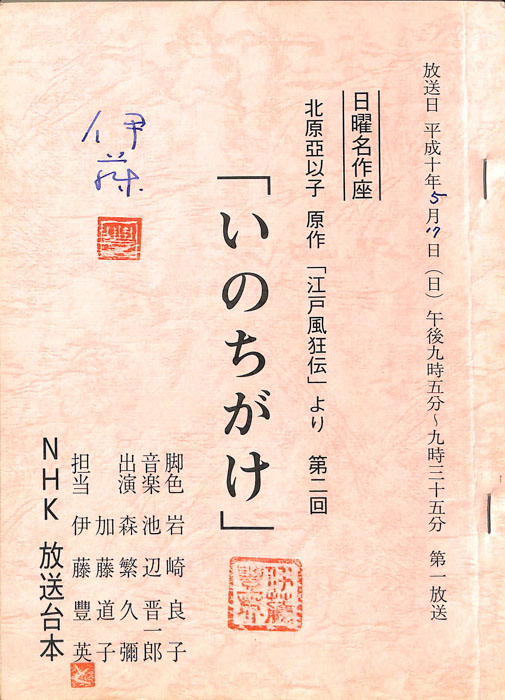 放送日 平成十年5月17日（日）午後九時五分～九時三十五分 第一放送
日曜名作座
北原亞以子 原作 「江戸風狂伝」より 第二回
「いのちがけ」
脚色 岩崎良子
音楽 池辺晋一郎
出演 森繁久彌
加藤道子
担当 伊藤豐英
NHK 放送台本
伊藤